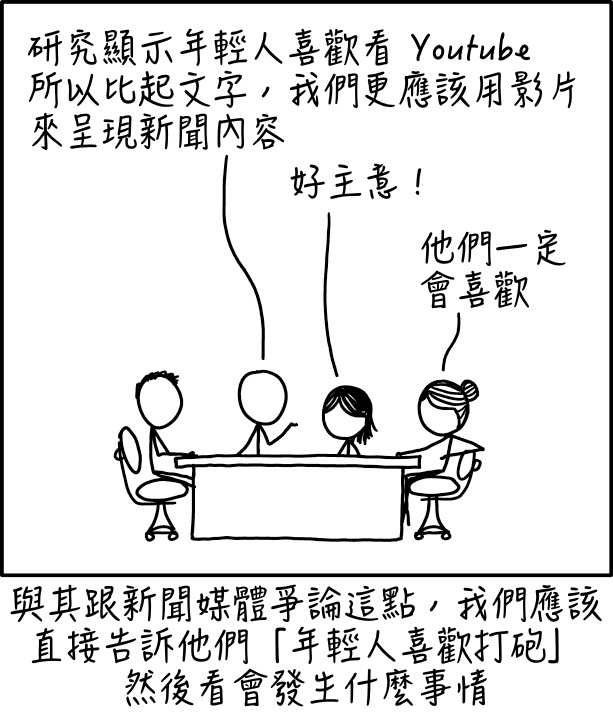 研究顯示年輕人喜歡看 Youtube
所以比起文字，我們更應該用影片
來呈現新聞內容
好主意！
他們一定
會喜歡
與其跟新聞媒體爭論這點，我們應該
直接告訴他們「年輕人喜歡打砲」
然後看會發生什麼事情